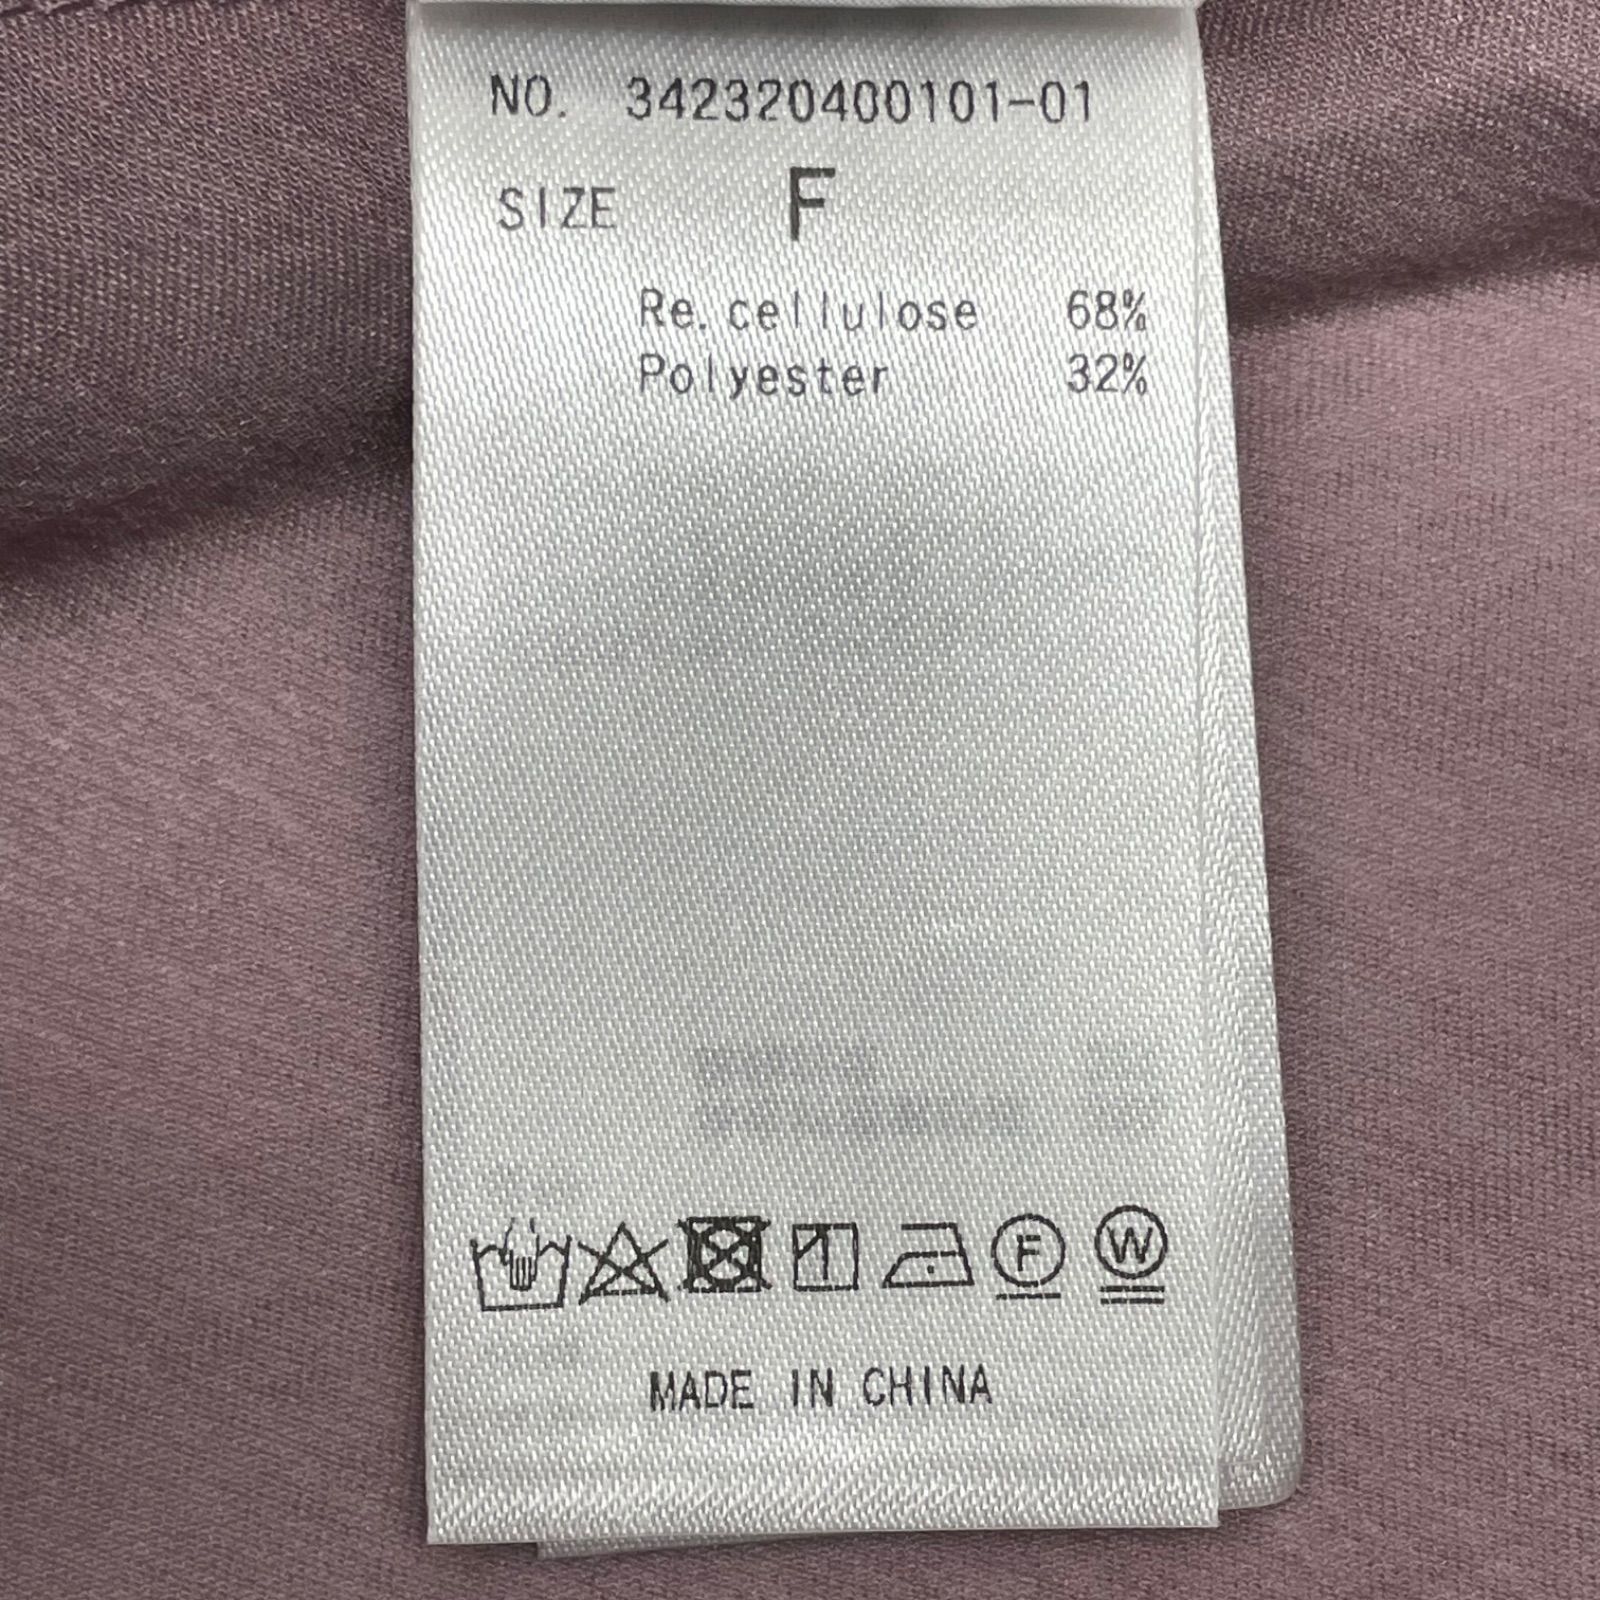 NO. 342320400101-01
SIZE F
Re. cellulose 68%
Polyester 32%
F W
MADE IN CHINA